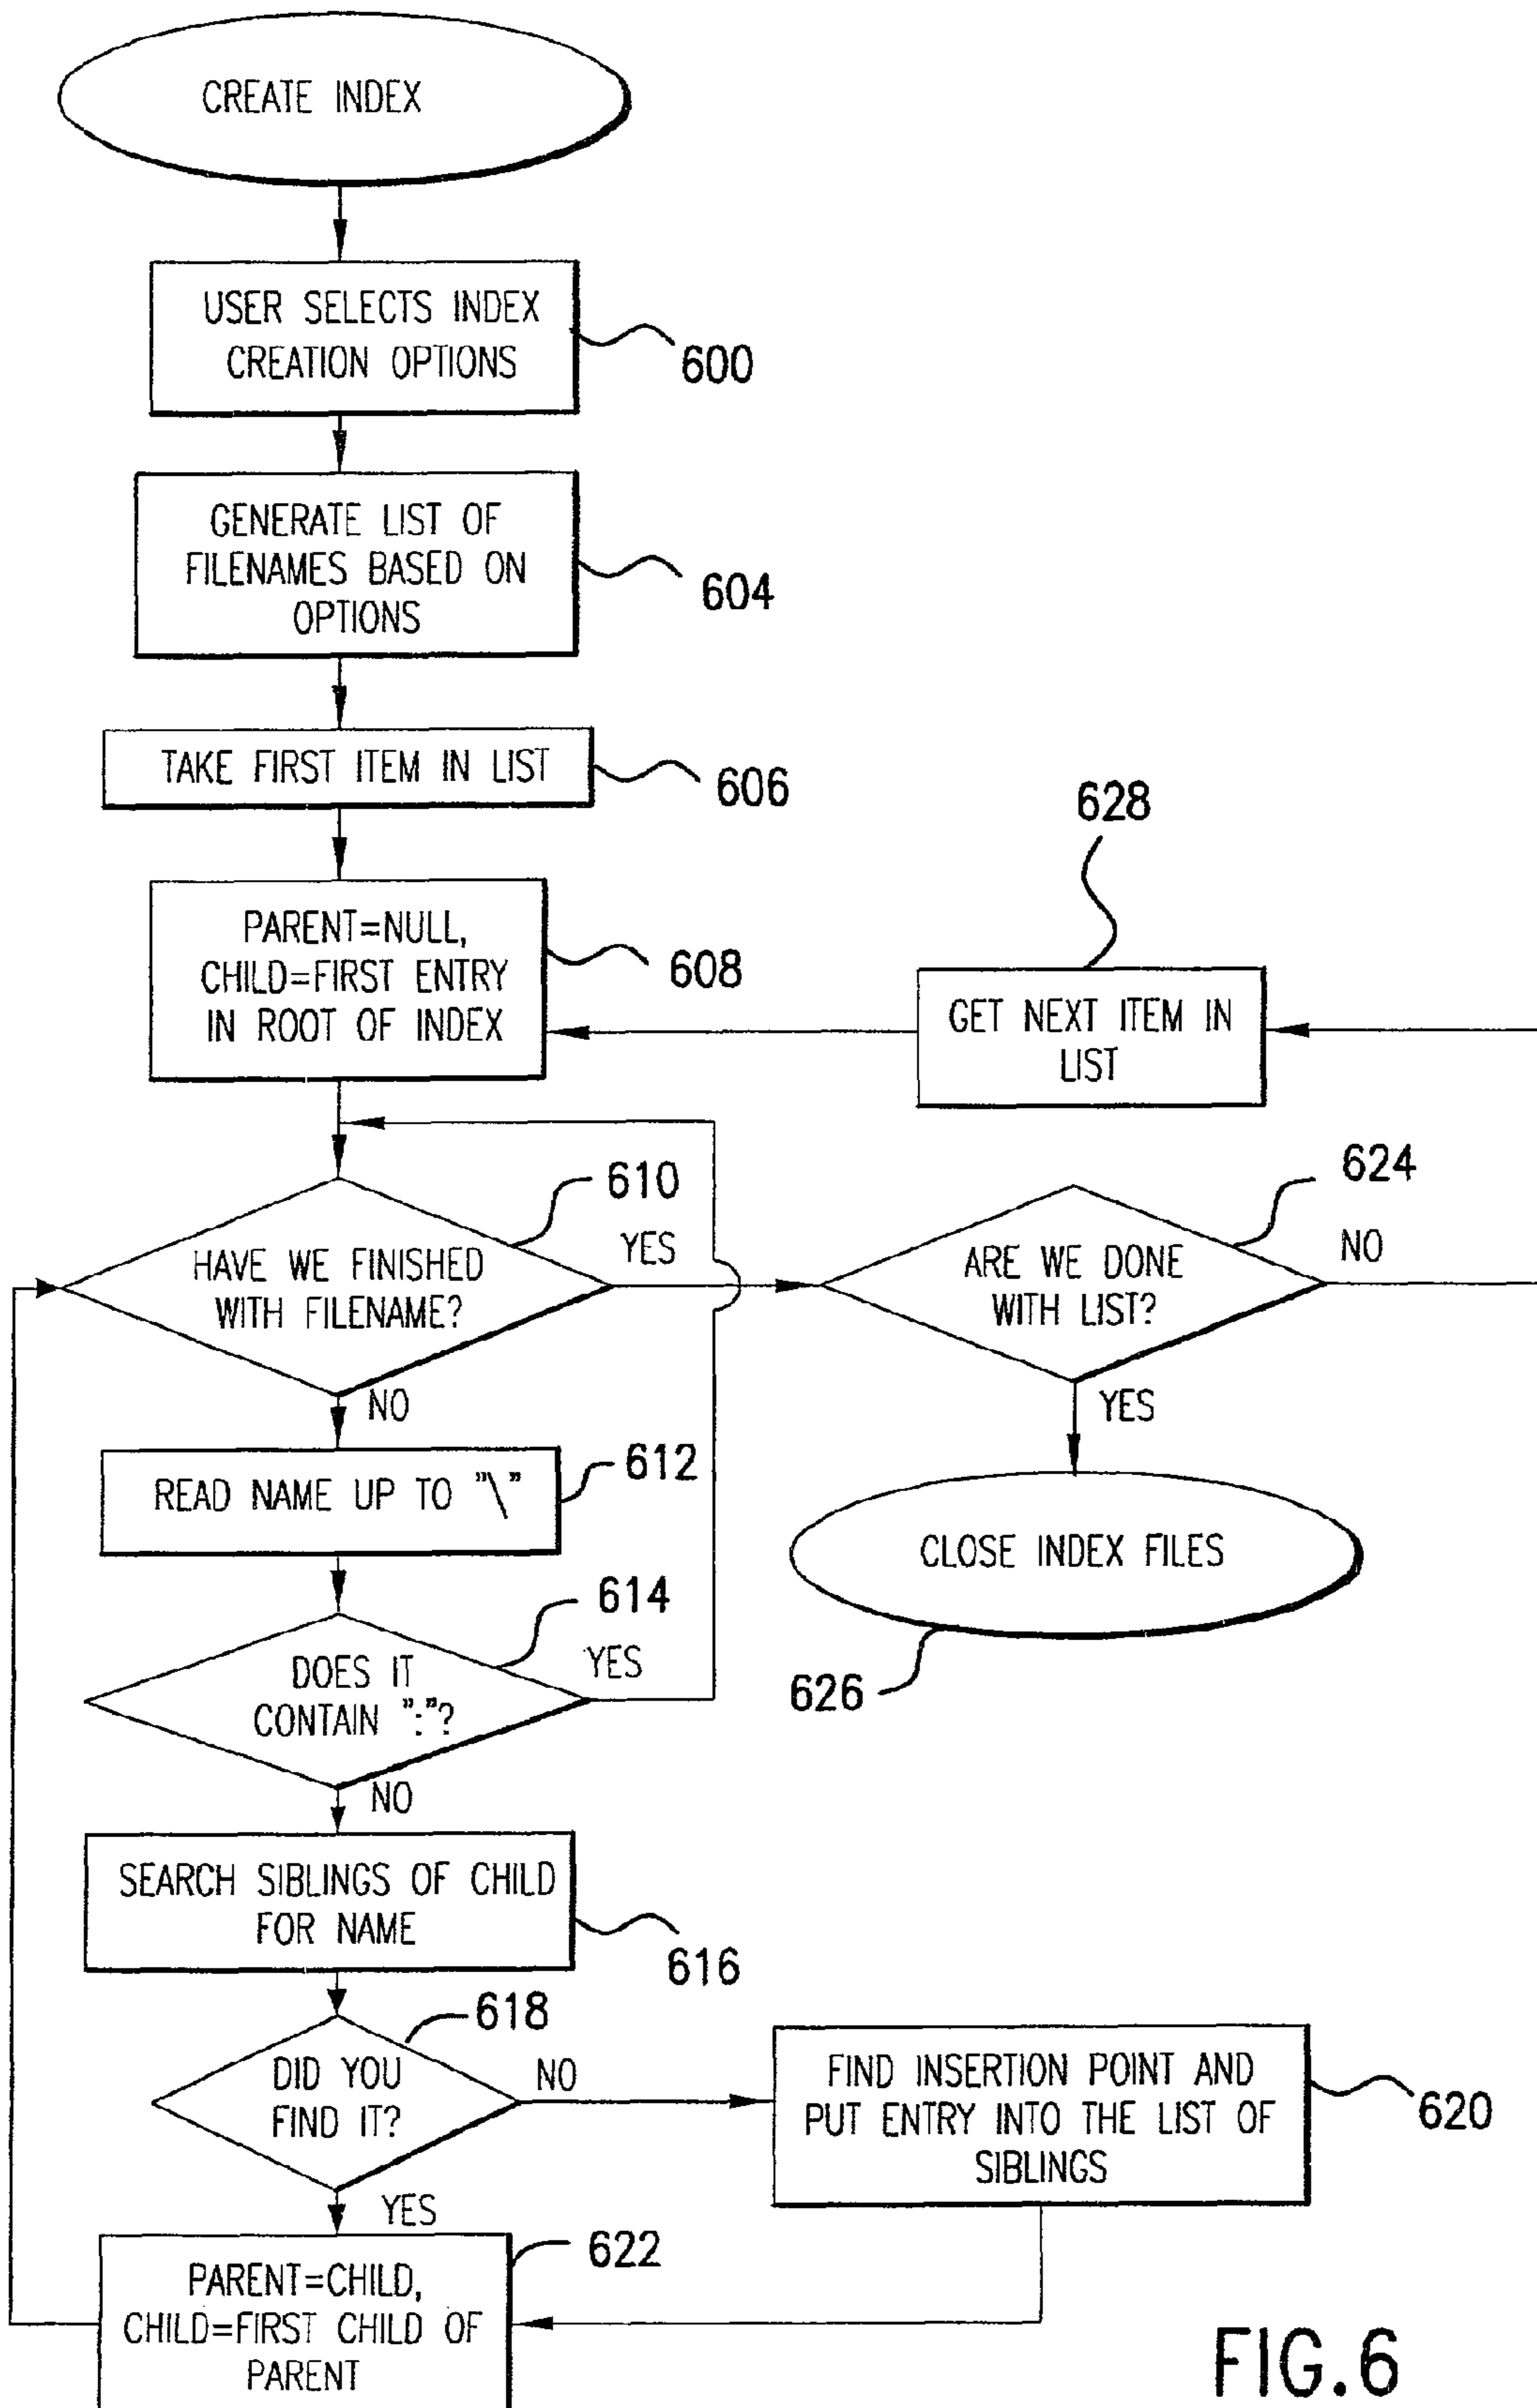 CREATE INDEX
USER SELECTS INDEX
CREATION OPTIONS
600
GENERATE LIST OF
FILENAMES BASED ON
OPTIONS
604
TAKE FIRST ITEM IN LIST
606
628
PARENT=NULL,
CHILD=FIRST ENTRY
IN ROOT OF INDEX
608
GET NEXT ITEM IN
LIST
610
HAVE WE FINISHED
WITH FILENAME?
YES
NO
624
ARE WE DONE
WITH LIST?
NO
YES
READ NAME UP TO "\"
612
CLOSE INDEX FILES
626
614
DOES IT
CONTAIN ":"?
YES
NO
SEARCH SIBLINGS OF CHILD
FOR NAME
616
618
DID YOU
FIND IT?
NO
YES
FIND INSERTION POINT AND
PUT ENTRY INTO THE LIST OF
SIBLINGS
620
PARENT=CHILD,
CHILD=FIRST CHILD OF
PARENT
622
FIG.6